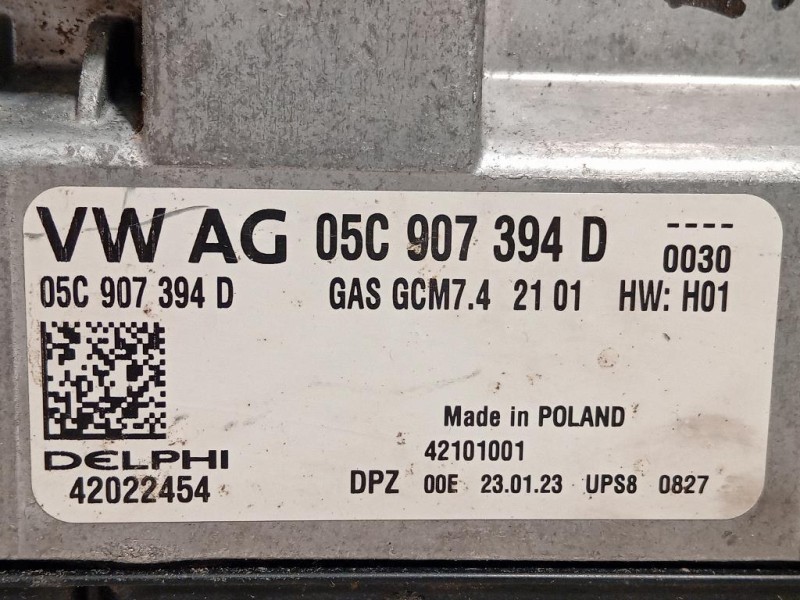 VW AG 05C 907 394 D ----
0030
05C 907 394 D GAS GCM7.4 21 01 HW: H01
Made in POLAND
DELPHI 42101001
42022454 DPZ 00E 23.01.23 UPS8 0827